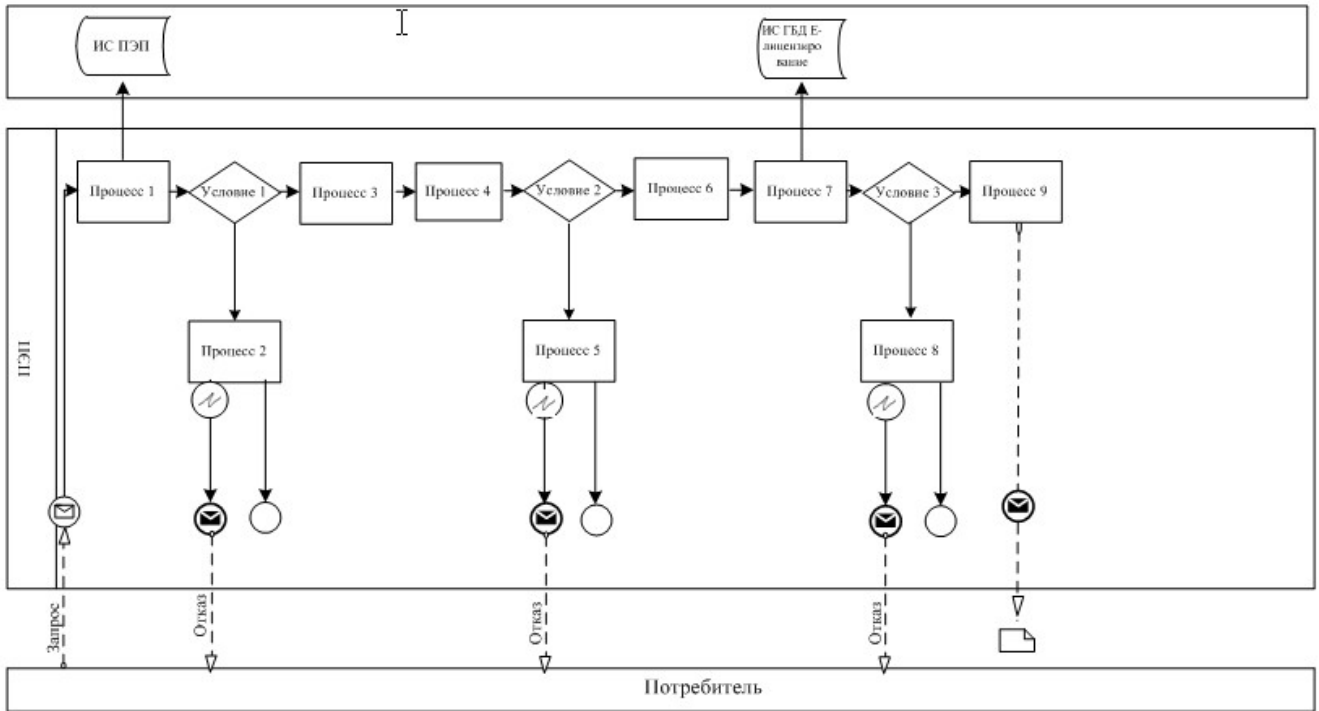 ИС ПЭП
ИС ГБД Е-
лицензиро
вание
Процесс 1
Условие 1
Процесс 3
Процесс 4
Условие 2
Процесс 6
Процесс 7
Условие 3
Процесс 9
ПЭП
Процесс 2
Процесс 5
Процесс 8
Запрос
Отказ
Отказ
Отказ
Потребитель